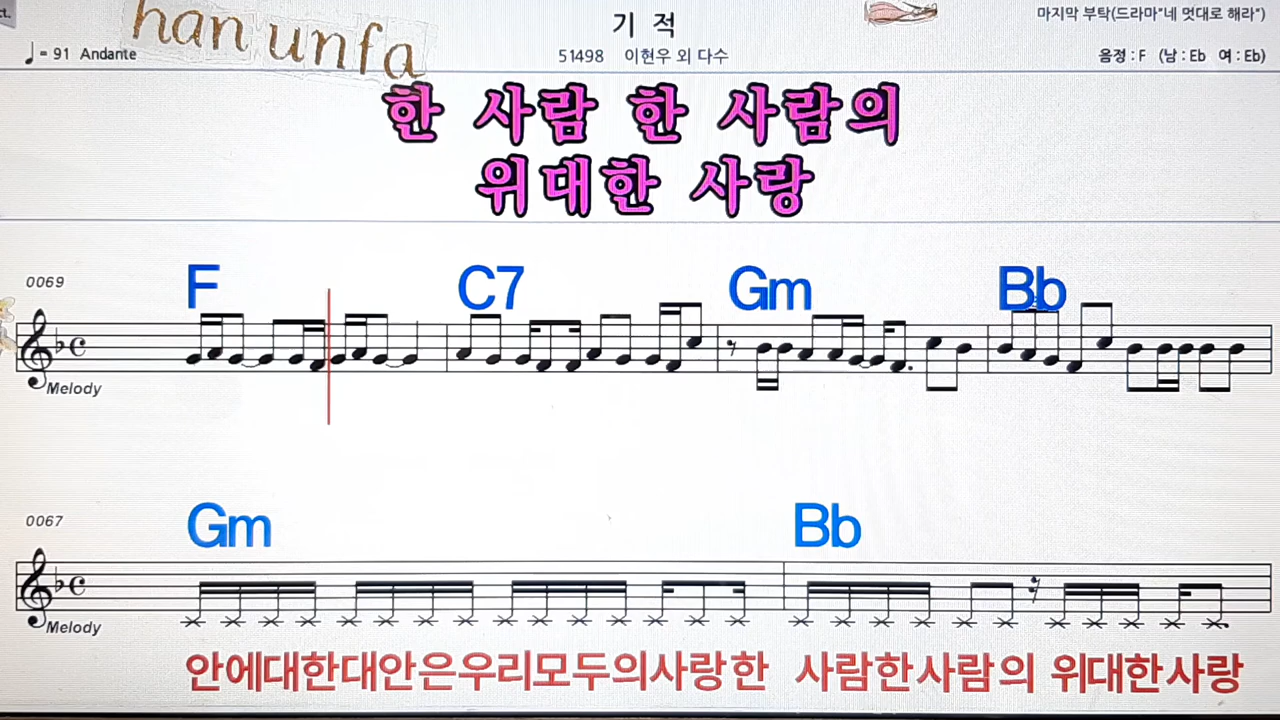 ct.
han unfa
기 적
마지막 부탁(드라마"네 멋대로 해라")
♩= 91 Andante
51498 이현우 외 다수
음정 : F (남 : Eb 여 : Eb)
한 사람 한 사람의
위대한 사랑
0069
F C7 Gm Bb
Melody
0067
Gm Bb
Melody
안에대한대안은우리모두의사랑한 사람한사람의 위대한사랑